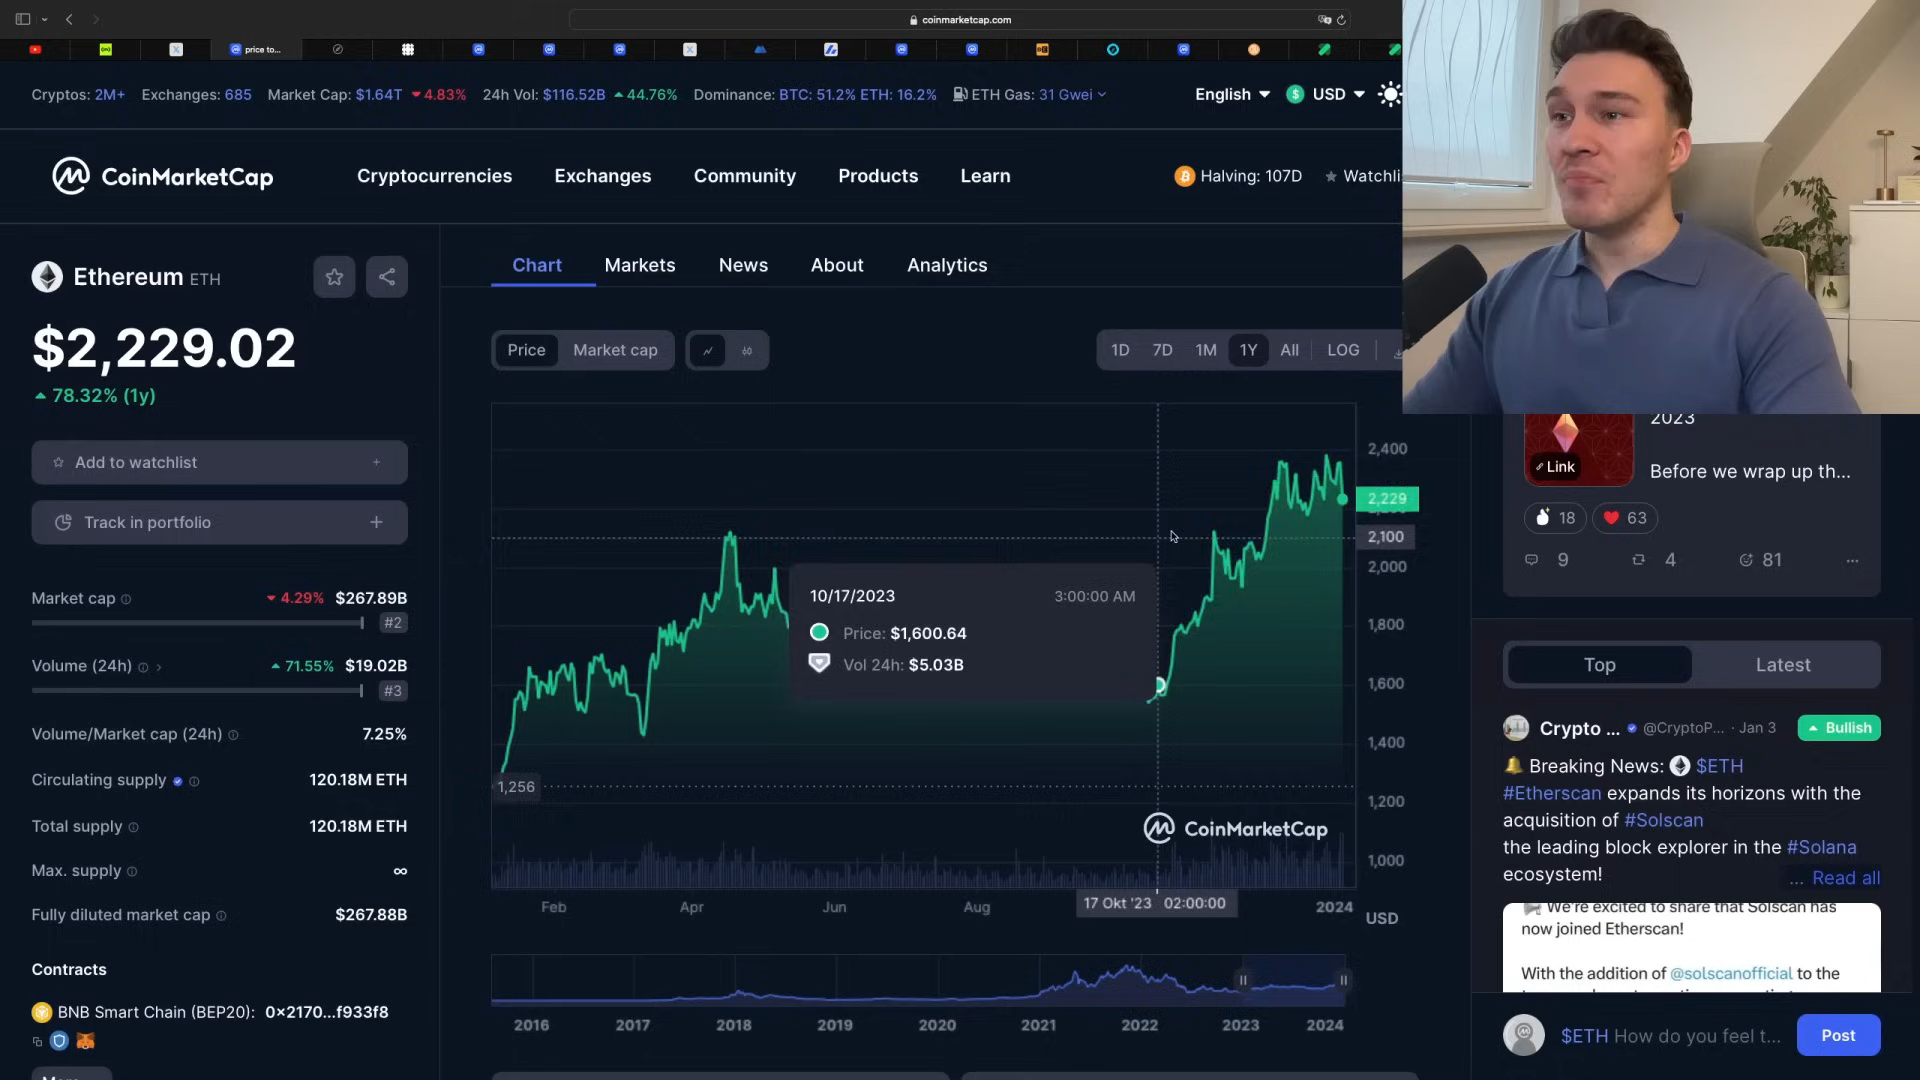 coinmarketcap.com
price to...
Cryptos: 2M+ Exchanges: 685 Market Cap: $1.64T 4.83% 24h Vol: $116.52B 44.76% Dominance: BTC: 51.2% ETH: 16.2% ETH Gas: 31 Gwei
English USD
CoinMarketCap
Cryptocurrencies Exchanges Community Products Learn
Halving: 107D Watchli
Ethereum ETH
$2,229.02
78.32% (1y)
Add to watchlist +
Track in portfolio +
Market cap 4.29% $267.89B
#2
Volume (24h) 71.55% $19.02B
#3
Volume/Market cap (24h) 7.25%
Circulating supply 120.18M ETH
Total supply 120.18M ETH
Max. supply ∞
Fully diluted market cap $267.88B
Contracts
BNB Smart Chain (BEP20): 0x2170...f933f8
Chart Markets News About Analytics
Price Market cap
1D 7D 1M 1Y All LOG
2,400
2,229
2,100
2,000
1,800
1,600
1,400
1,200
1,000
10/17/2023 3:00:00 AM
Price: $1,600.64
Vol 24h: $5.03B
1,256
CoinMarketCap
Feb Apr Jun Aug 17 Okt '23 02:00:00 2024
USD
2016 2017 2018 2019 2020 2021 2022 2023 2024
2023
Link
Before we wrap up th...
18 63
9 4 81 ...
Top Latest
Crypto ... @CryptoP... · Jan 3 Bullish
Breaking News: $ETH
#Etherscan expands its horizons with the
acquisition of #Solscan
the leading block explorer in the #Solana
ecosystem!
... Read all
We're excited to share that Solscan has
now joined Etherscan!
With the addition of @solscanofficial to the
$ETH How do you feel t...
Post